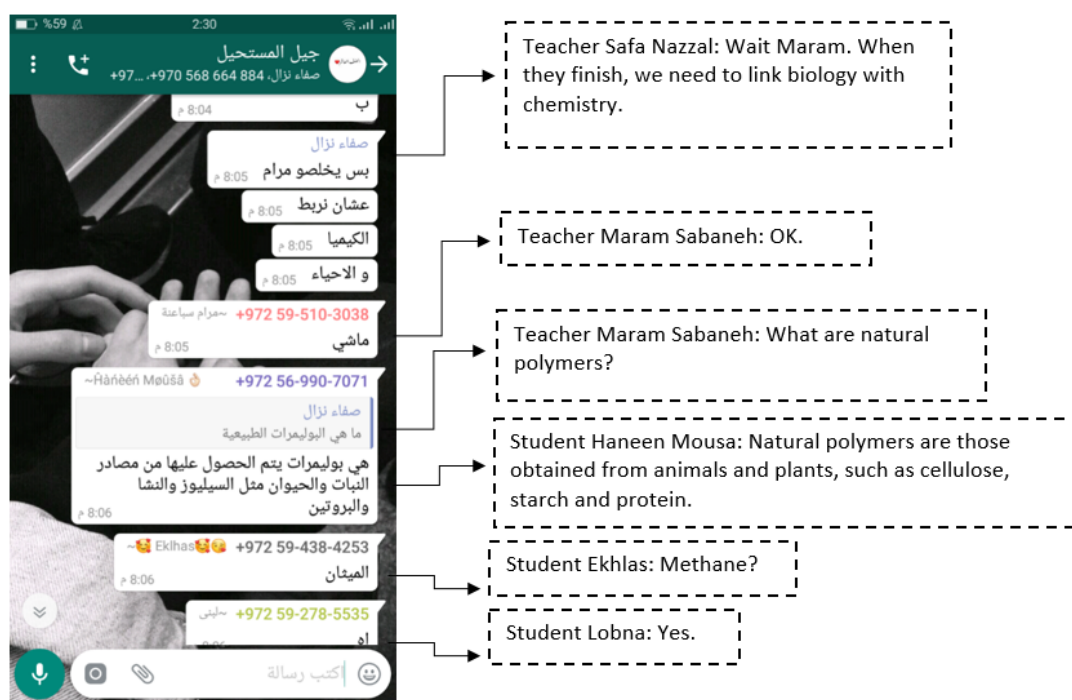 %59
2:30
جيل المستحيل
صفاء نزال، ‎+970 568 664 884، ‎+97...
ب
8:04 م
صفاء نزال
بس يخلصو مرام
8:05 م
عشان نربط
8:05 م
الكيميا
8:05 م
و الاحياء
8:05 م
+972 59-510-3038 ~مرام سباعنة
ماشي
8:05 م
+972 56-990-7071 ~Ĥàńèéń Møûšâ 👌
صفاء نزال
ما هي البوليمرات الطبيعية
هي بوليمرات يتم الحصول عليها من مصادر
النبات والحيوان مثل السيليوز والنشا
والبروتين
8:06 م
+972 59-438-4253 ~🥰 Eklhas🥰😘
الميثان
8:06 م
+972 59-278-5535 ~لبنى
اه
8:06
اكتب رسالة
Teacher Safa Nazzal: Wait Maram. When
they finish, we need to link biology with
chemistry.
Teacher Maram Sabaneh: OK.
Teacher Maram Sabaneh: What are natural
polymers?
Student Haneen Mousa: Natural polymers are those
obtained from animals and plants, such as cellulose,
starch and protein.
Student Ekhlas: Methane?
Student Lobna: Yes.